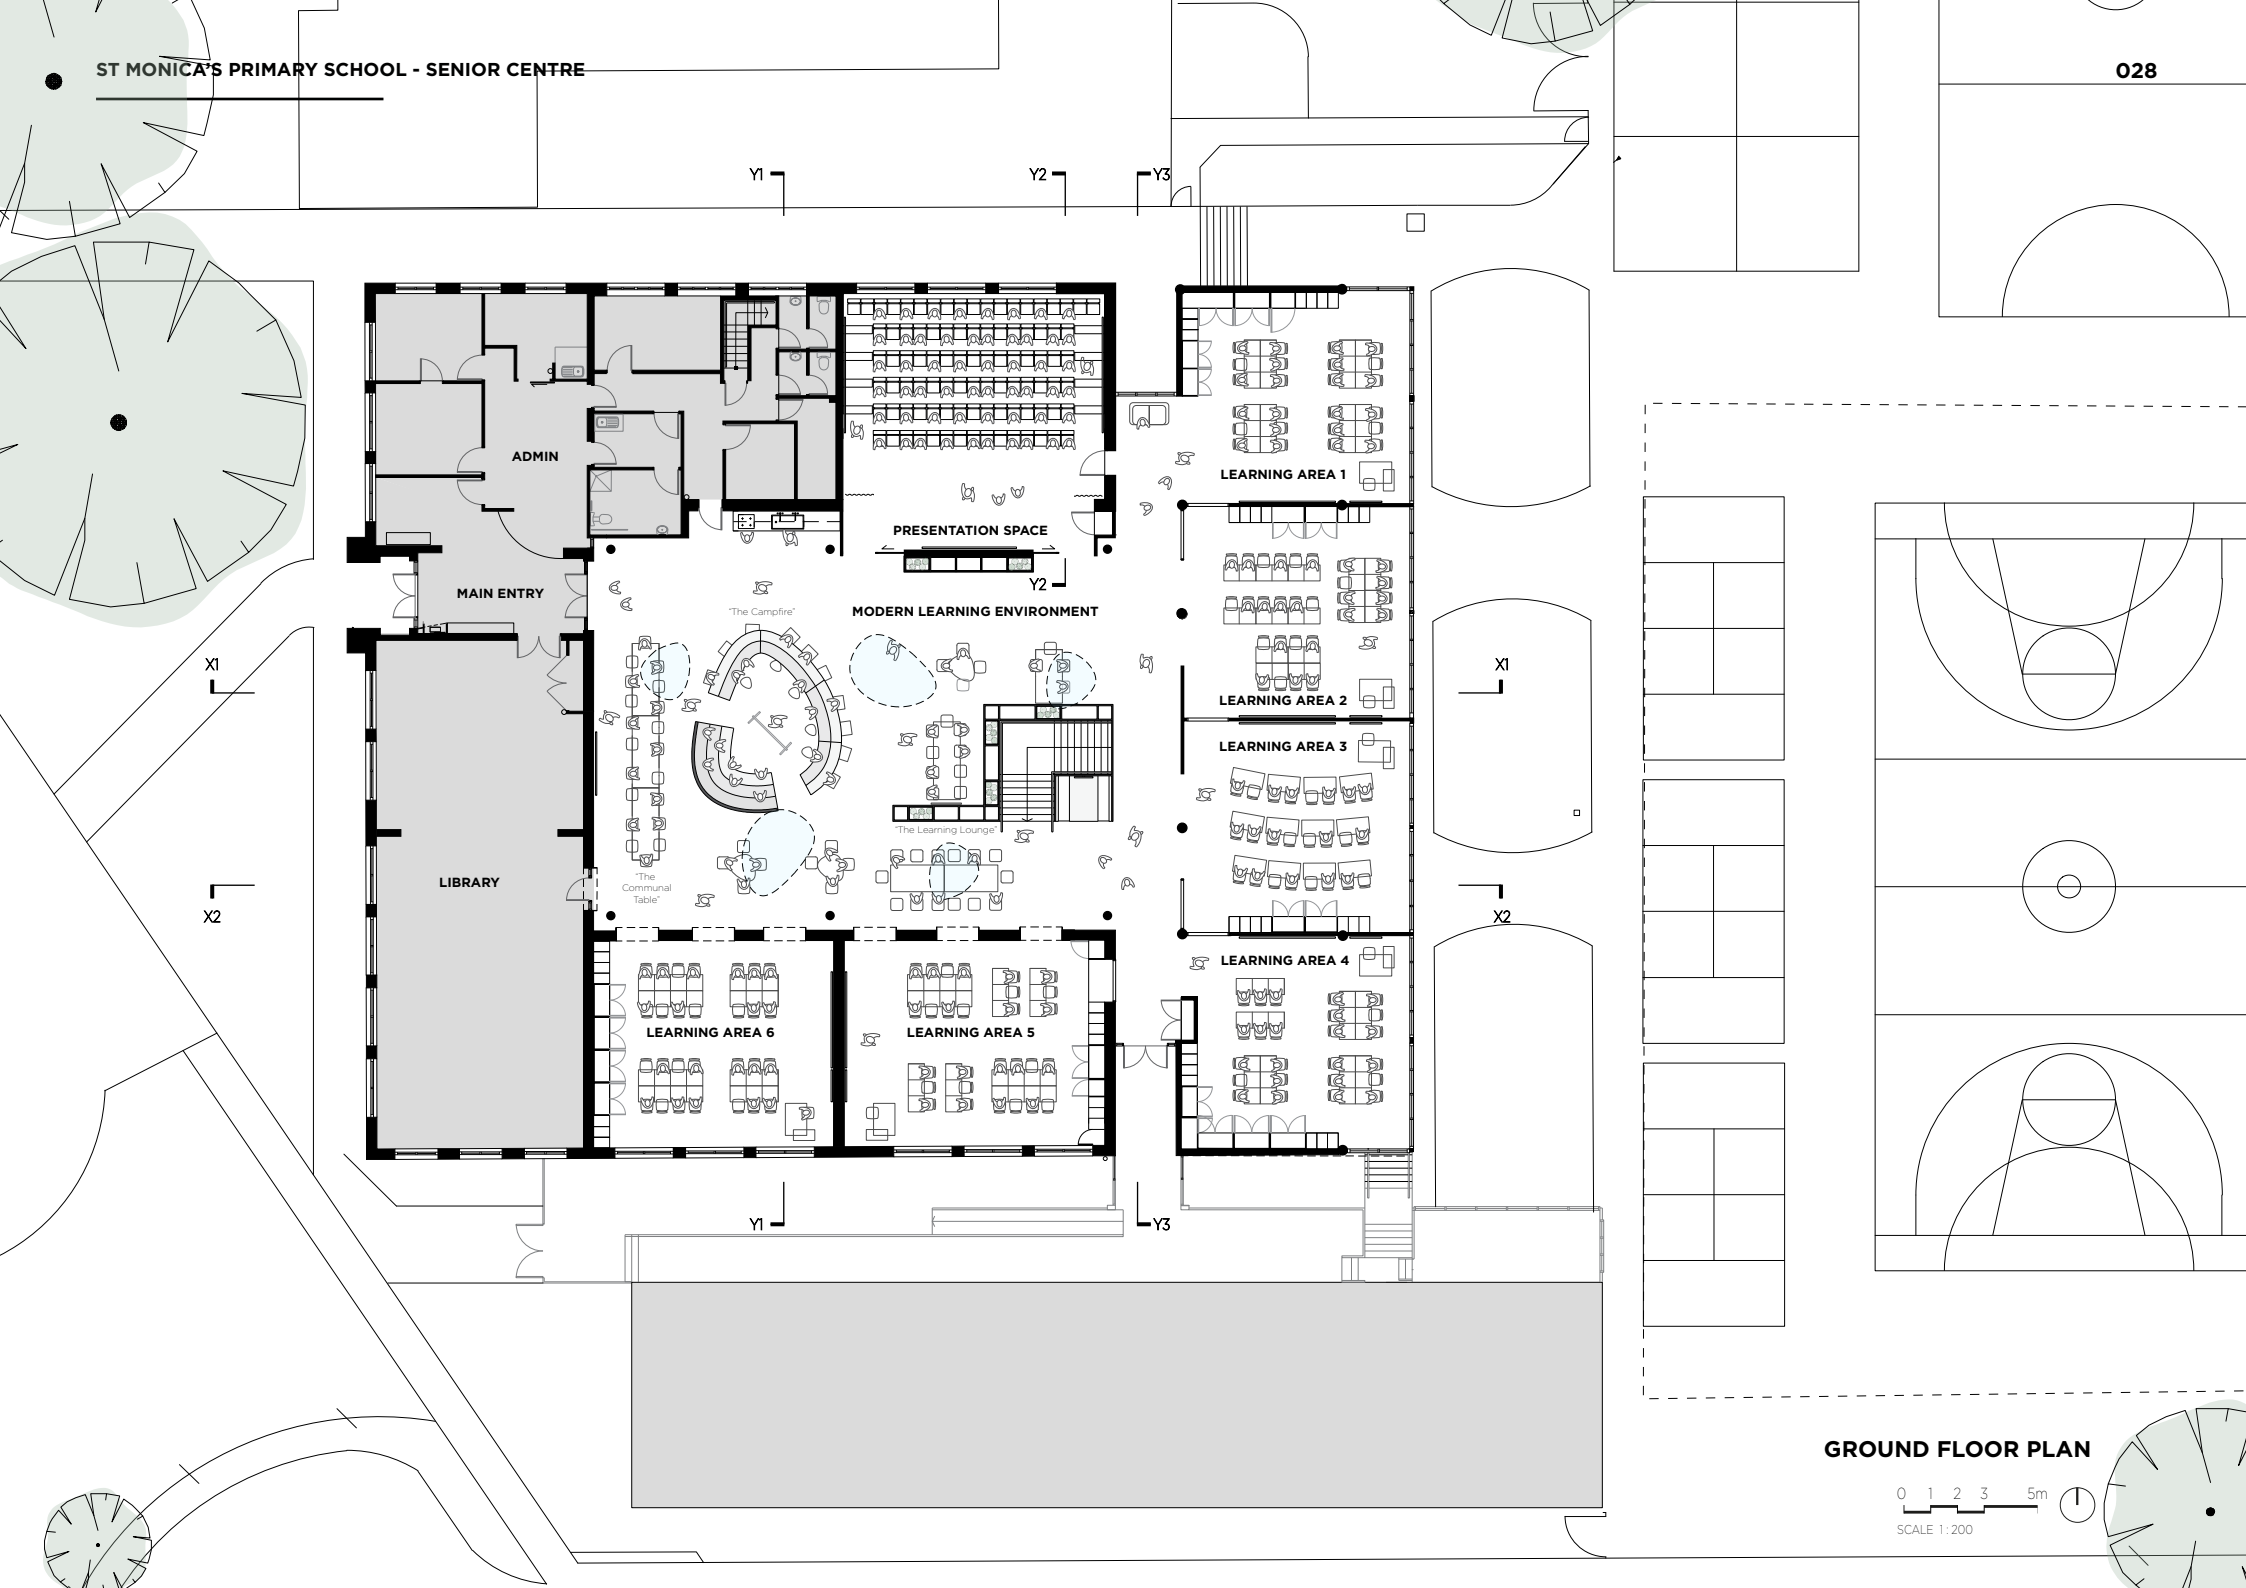 ST MONICA'S PRIMARY SCHOOL - SENIOR CENTRE
028
Y1
Y2
Y3
ADMIN
LEARNING AREA 1
PRESENTATION SPACE
Y2
MAIN ENTRY
"The Campfire"
MODERN LEARNING ENVIRONMENT
X1
X1
LEARNING AREA 2
LEARNING AREA 3
"The Learning Lounge"
LIBRARY
"The
Communal
Table"
X2
X2
LEARNING AREA 4
LEARNING AREA 6
LEARNING AREA 5
Y1
Y3
GROUND FLOOR PLAN
0 1 2 3 5m
SCALE 1:200